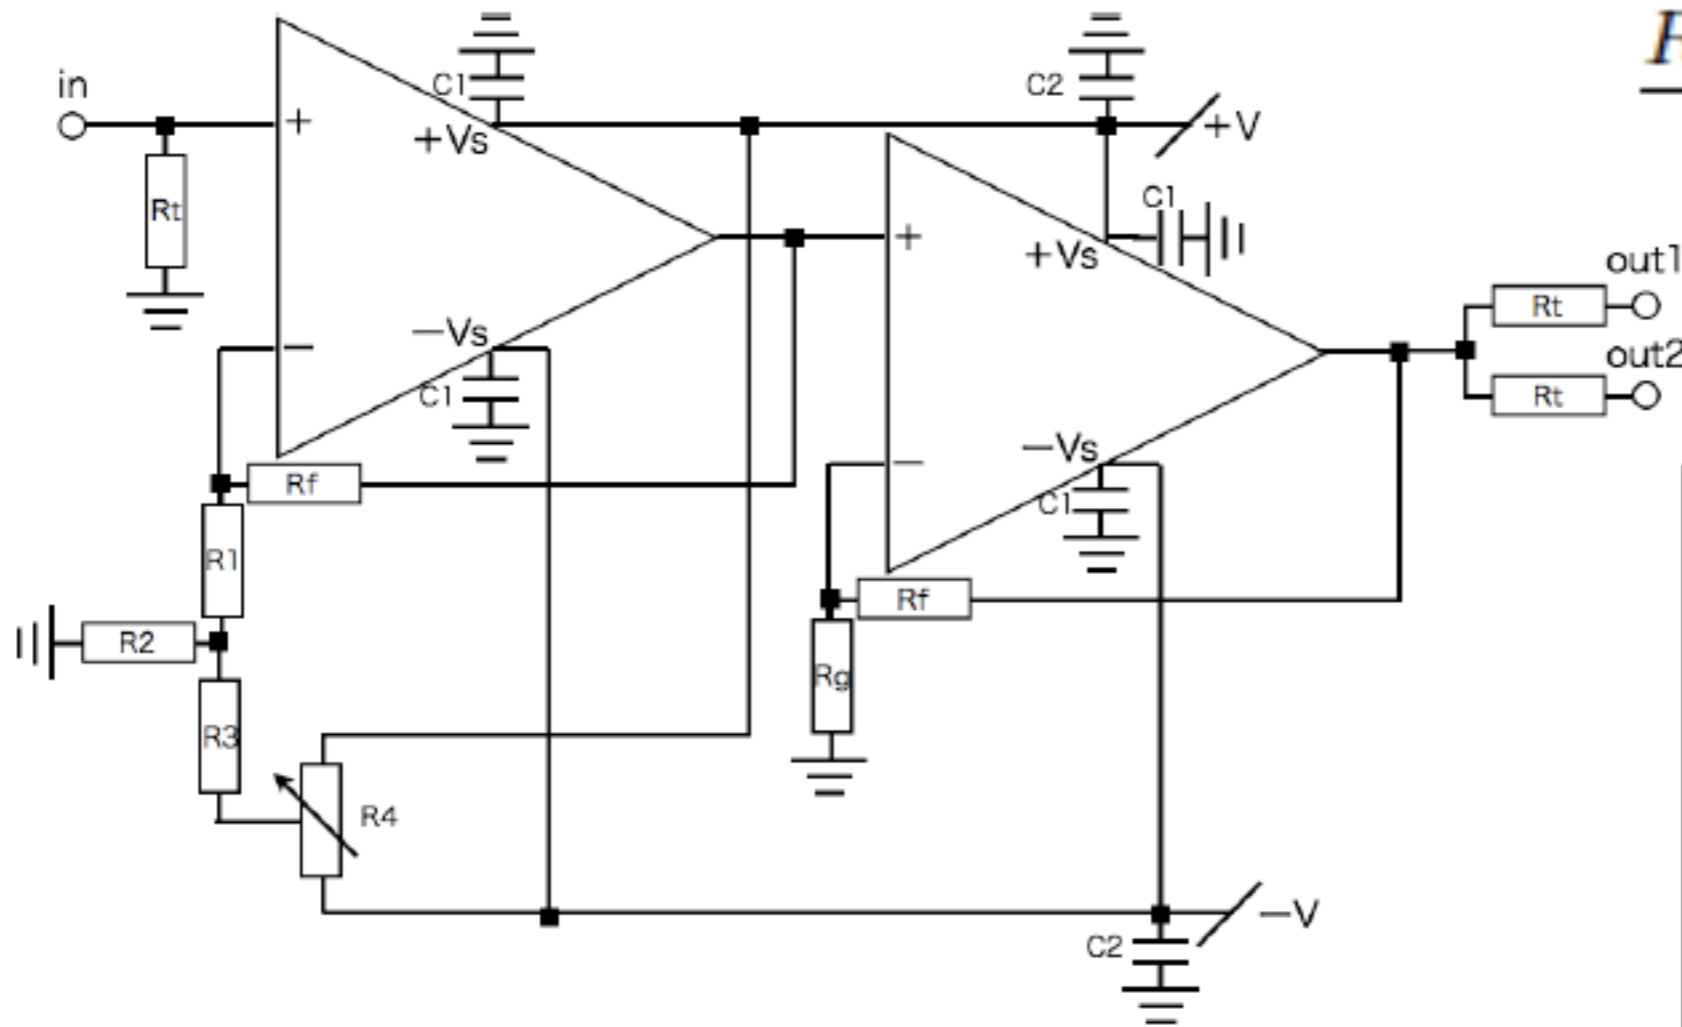 R
in
C1
C2
+
+Vs
+V
Rt
C1
+
+Vs
out1
Rt
−Vs
out2
−
C1
Rt
−Vs
−
Rf
C1
R1
Rf
R2
Rg
R3
R4
−V
C2